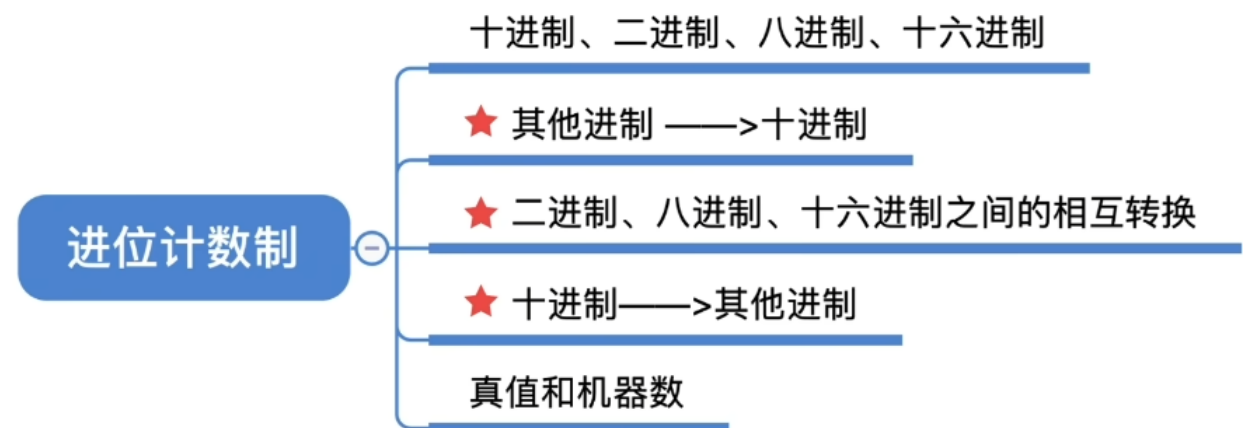 十进制、二进制、八进制、十六进制
其他进制 ——>十进制
二进制、八进制、十六进制之间的相互转换
进位计数制
十进制——>其他进制
真值和机器数